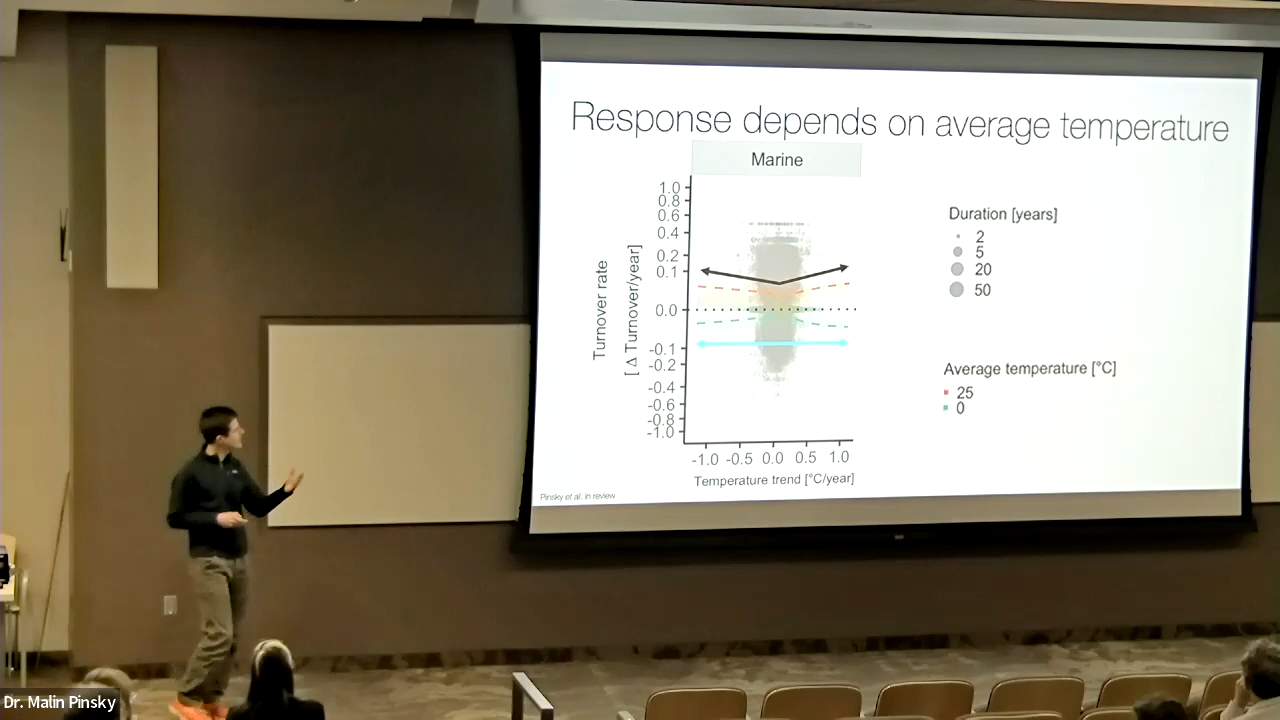 Response depends on average temperature
Marine
1.0
0.8
0.6
0.4
0.2
0.1
0.0
-0.1
-0.2
-0.4
-0.6
-0.8
-1.0
Turnover rate
[ Δ Turnover/year]
-1.0 -0.5 0.0 0.5 1.0
Temperature trend [°C/year]
Duration [years]
2
5
20
50
Average temperature [°C]
25
0
Pinsky et al. in review
Dr. Malin Pinsky